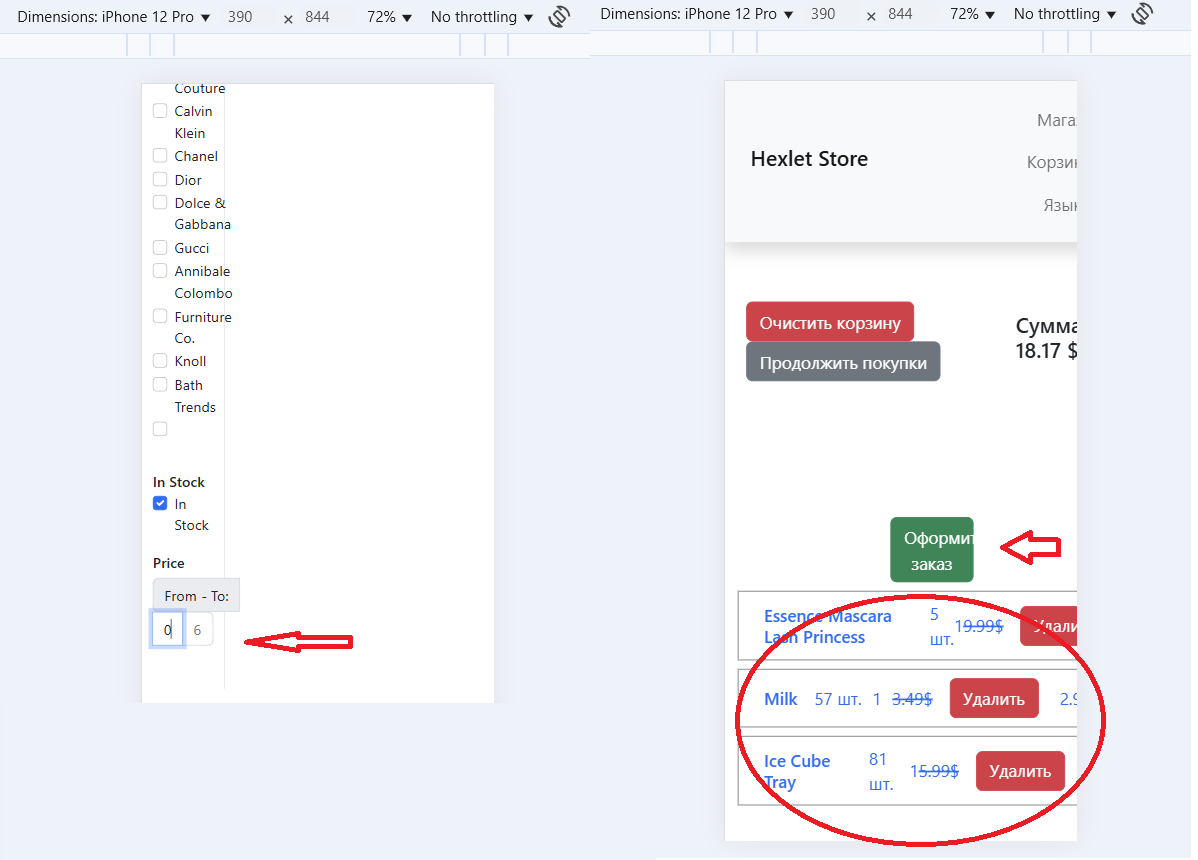 Dimensions: iPhone 12 Pro ▼ 390 × 844 72% ▼ No throttling ▼
Couture
Calvin
Klein
Chanel
Dior
Dolce &
Gabbana
Gucci
Annibale
Colombo
Furniture
Co.
Knoll
Bath
Trends
In Stock
In
Stock
Price
From - To:
0 6
Dimensions: iPhone 12 Pro ▼ 390 × 844 72% ▼ No throttling ▼
Мага
Hexlet Store
Корзин
Язык
Очистить корзину
Продолжить покупки
Сумма
18.17 $
Оформит
заказ
Essence Mascara
Lash Princess
5
шт.
19.99$
Удали
Milk 57 шт. 1 3.49$ Удалить 2.9
Ice Cube
Tray
81
шт.
15.99$
Удалить